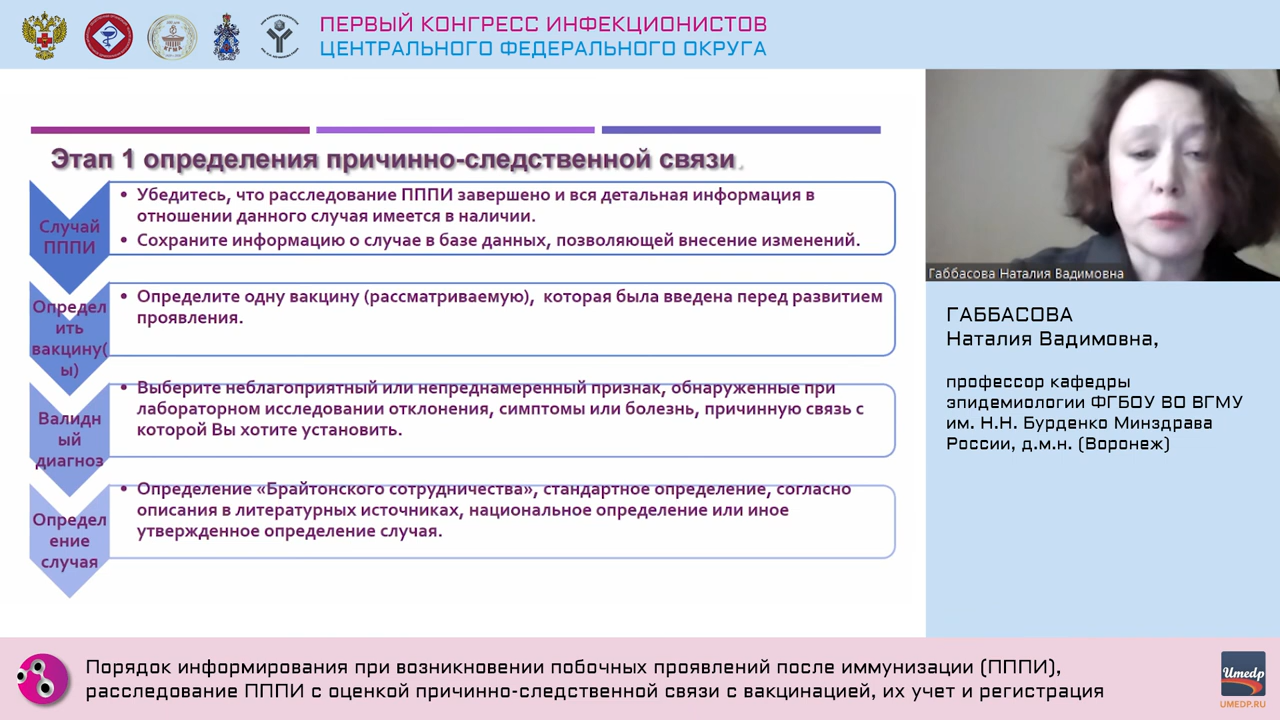 ПЕРВЫЙ КОНГРЕСС ИНФЕКЦИОНИСТОВ
ЦЕНТРАЛЬНОГО ФЕДЕРАЛЬНОГО ОКРУГА
Этап 1 определения причинно-следственной связи.
Случай
ПППИ
• Убедитесь, что расследование ПППИ завершено и вся детальная информация в
отношении данного случая имеется в наличии.
• Сохраните информацию о случае в базе данных, позволяющей внесение изменений.
Определ
ить
вакцину(
ы)
• Определите одну вакцину (рассматриваемую), которая была введена перед развитием
проявления.
Валидн
ый
диагноз
• Выберите неблагоприятный или непреднамеренный признак, обнаруженные при
лабораторном исследовании отклонения, симптомы или болезнь, причинную связь с
которой Вы хотите установить.
Определ
ение
случая
• Определение «Брайтонского сотрудничества», стандартное определение, согласно
описания в литературных источниках, национальное определение или иное
утвержденное определение случая.
Габбасова Наталия Вадимовна
ГАББАСОВА
Наталия Вадимовна,
профессор кафедры
эпидемиологии ФГБОУ ВО ВГМУ
им. Н.Н. Бурденко Минздрава
России, д.м.н. (Воронеж)
Порядок информирования при возникновении побочных проявлений после иммунизации (ПППИ),
расследование ПППИ с оценкой причинно-следственной связи с вакцинацией, их учет и регистрация
Umedp
UMEDP.RU